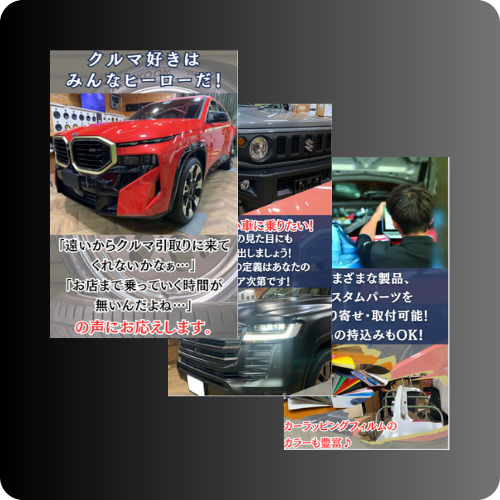 クルマ好きは
みんなヒーローだ!
「遠いからクルマ引取りに来て
くれないかなぁ…」
「お店まで乗っていく時間が
無いんだよね…」
の声にお応えします。
い車に乗りたい!
の見た目にも
出しましょう!
の定義はあなたの
ア次第です!
まざまな製品、
スタムパーツを
り寄せ・取付可能!
の持込みもOK!
カーラッピングフィルムの
カラーも豊富♪